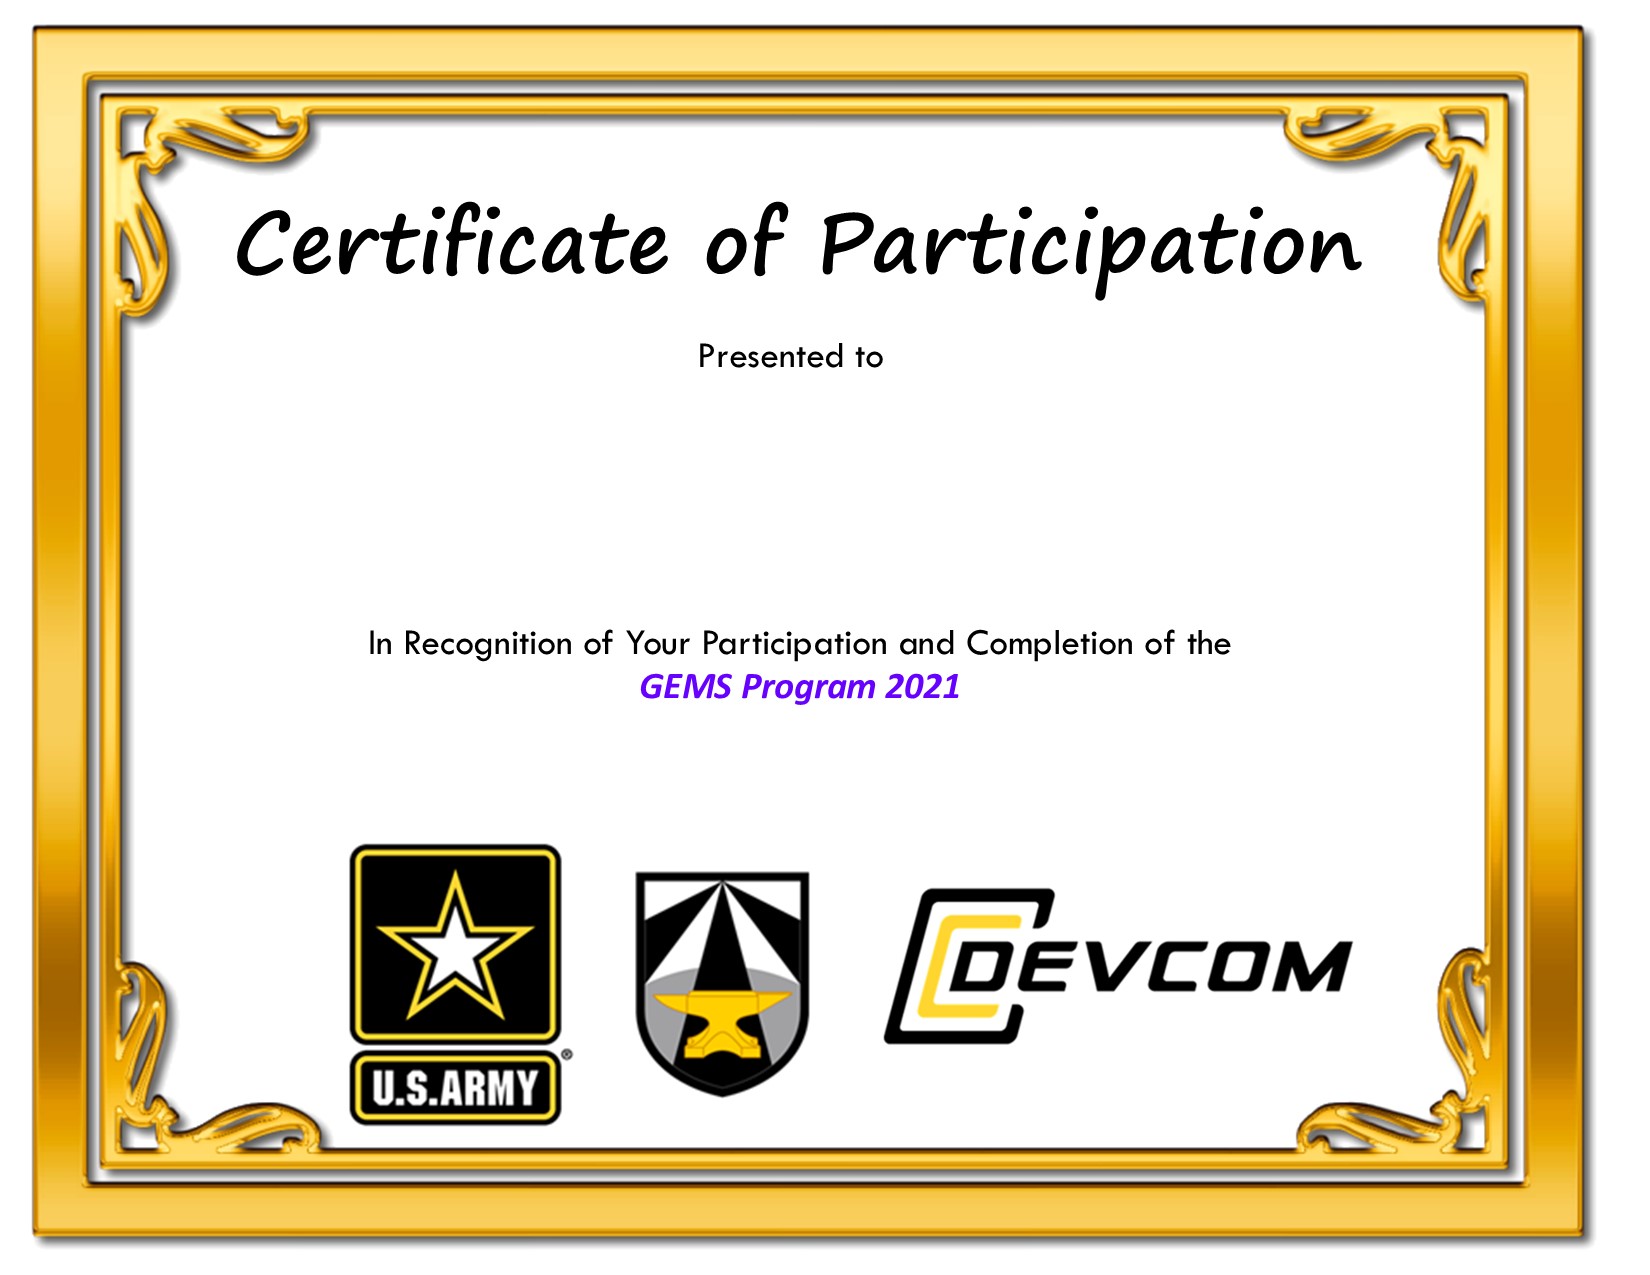 Certificate of Participation
Presented to
In Recognition of Your Participation and Completion of the
GEMS Program 2021
U.S.ARMY®
DEVCOM